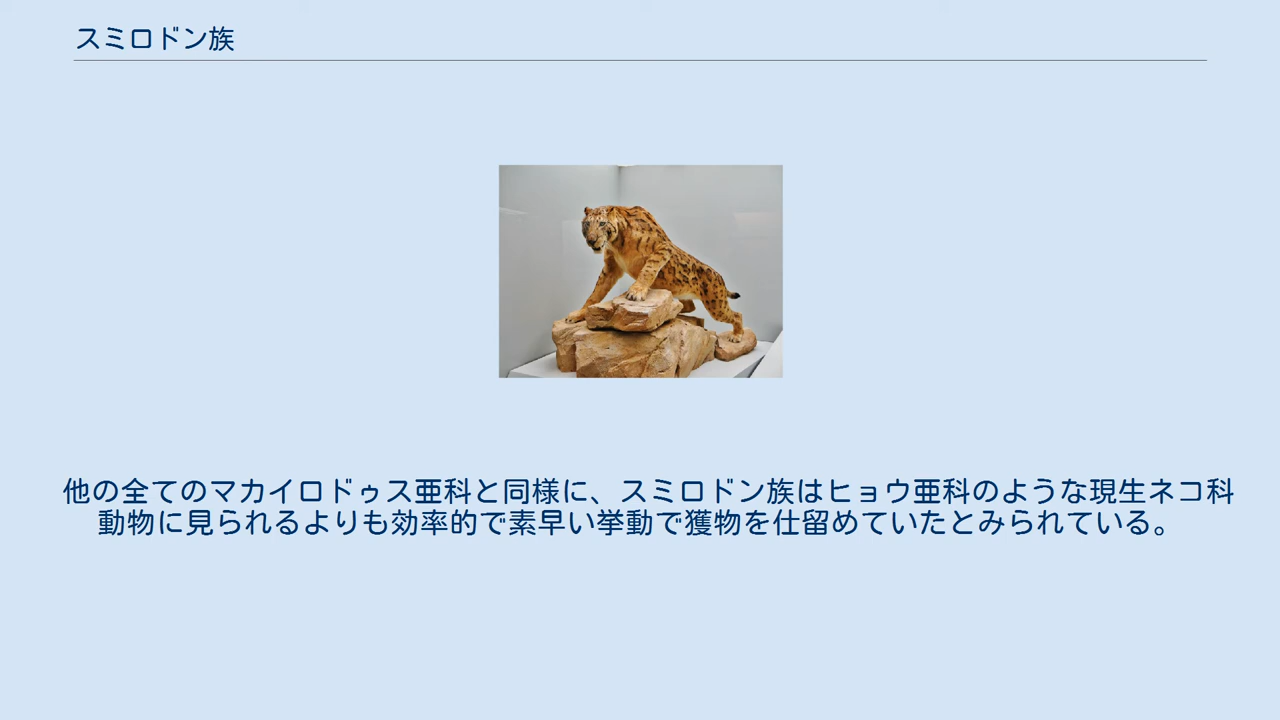 スミロドン族
他の全てのマカイロドゥス亜科と同様に、スミロドン族はヒョウ亜科のような現生ネコ科
動物に見られるよりも効率的で素早い挙動で獲物を仕留めていたとみられている。